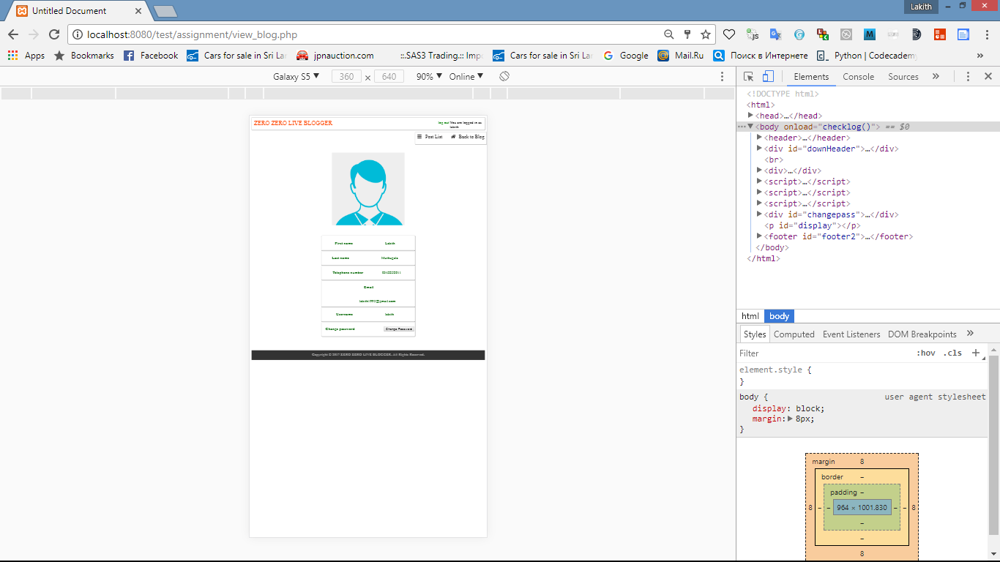 Untitled Document
Lakith
localhost:8080/test/assignment/view_blog.php
Apps Bookmarks Facebook Cars for sale in Sri Lan jpnauction.com ::.SAS3 Trading.:: Impo Cars for sale in Sri Lan Google Mail.Ru Поиск в Интернете Python | Codecademy »
Galaxy S5 ▼ 360 × 640 90% ▼ Online ▼
Elements Console Sources »
ZERO ZERO LIVE BLOGGER
log out You are logged in as
lakith
Post List Back to Blog
First name Lakith
Last name
Telephone number
Email
Username lakith
Change password Change Password
Copyright © 2017 ZERO ZERO LIVE BLOGGER. All Rights Reserved.
<!DOCTYPE html>
<html>
<head>…</head>
<body onload="checklog()"> == $0
<header>…</header>
<div id="downHeader">…</div>
<br>
<div>…</div>
<script>…</script>
<script>…</script>
<script>…</script>
<div id="changepass">…</div>
<p id="display"></p>
<footer id="footer2">…</footer>
</body>
</html>
html body
Styles Computed Event Listeners DOM Breakpoints »
Filter :hov .cls +
element.style {
}
body { user agent stylesheet
display: block;
margin: 8px;
}
margin 8
border –
padding –
8 – – 964 × 1001.830 – – 8
–
–
8